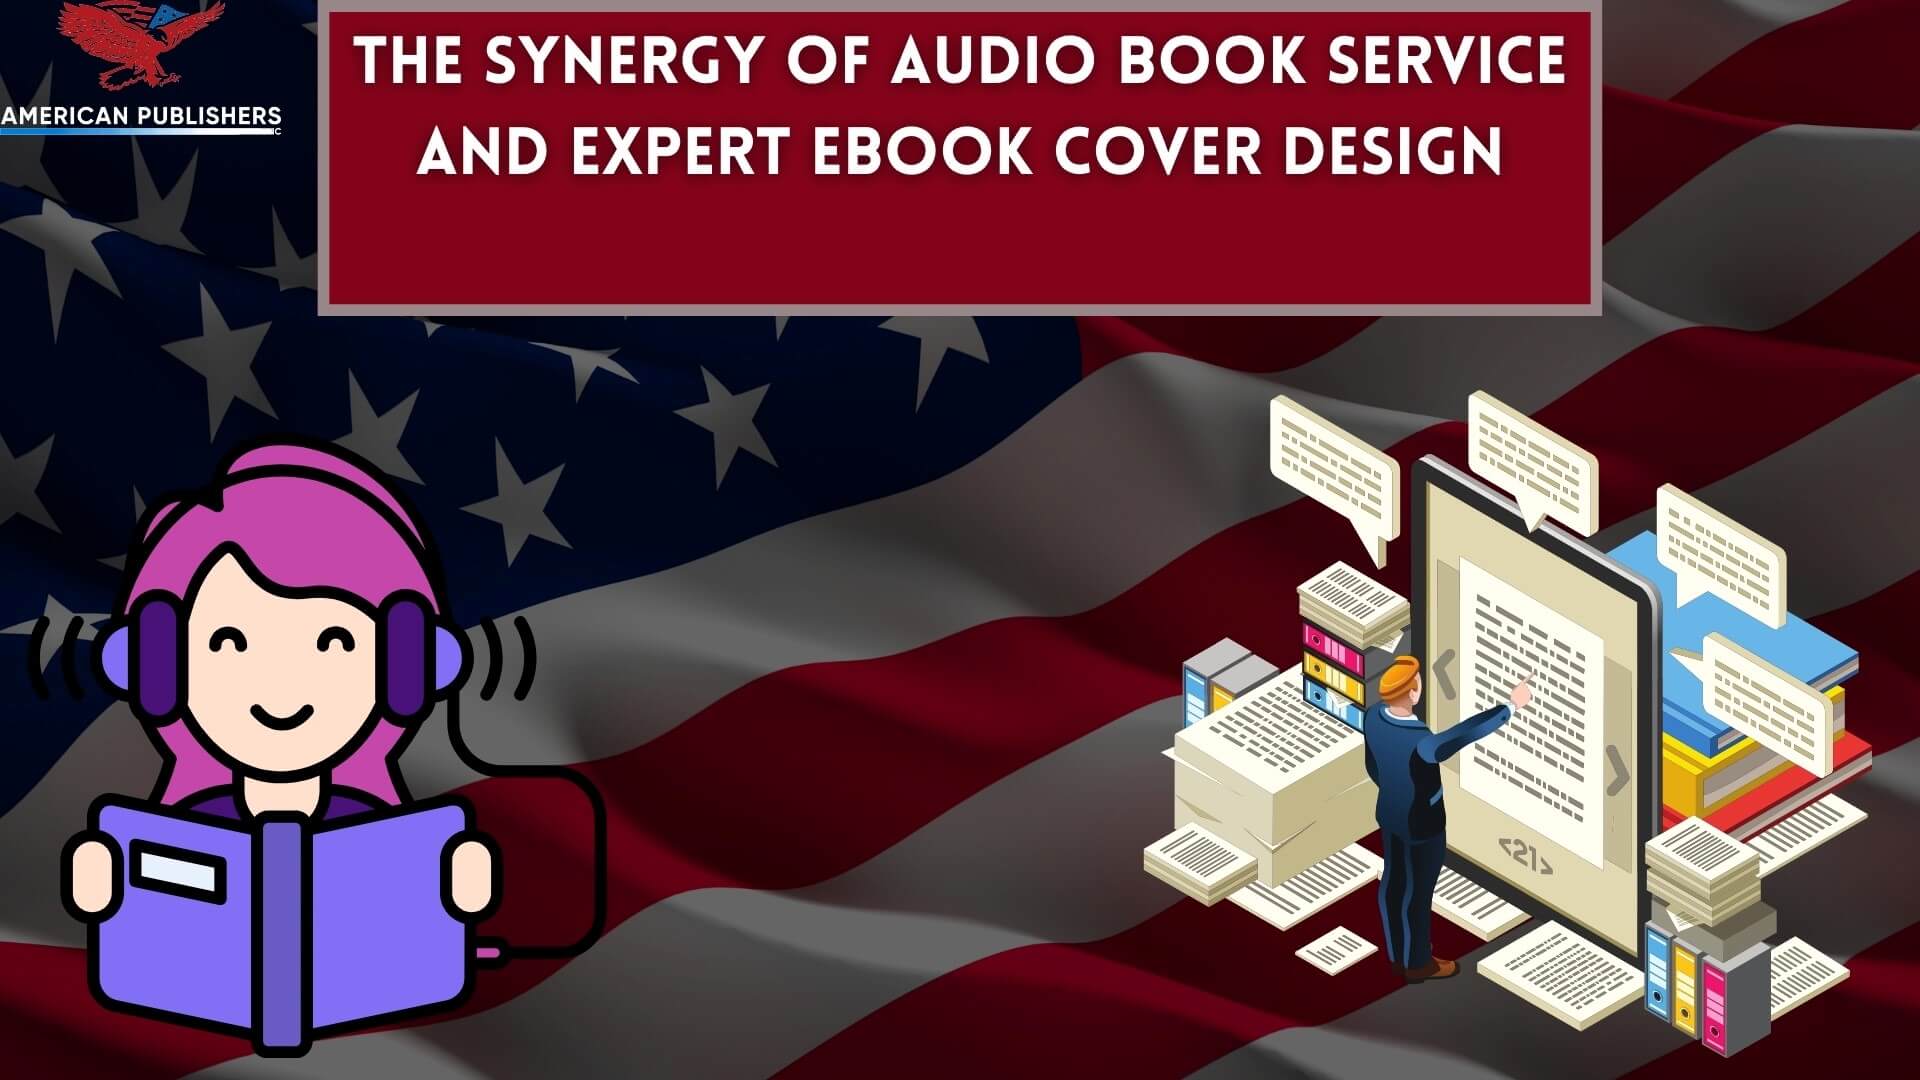 AMERICAN PUBLISHERS
THE SYNERGY OF AUDIO BOOK SERVICE
AND EXPERT EBOOK COVER DESIGN
<21>